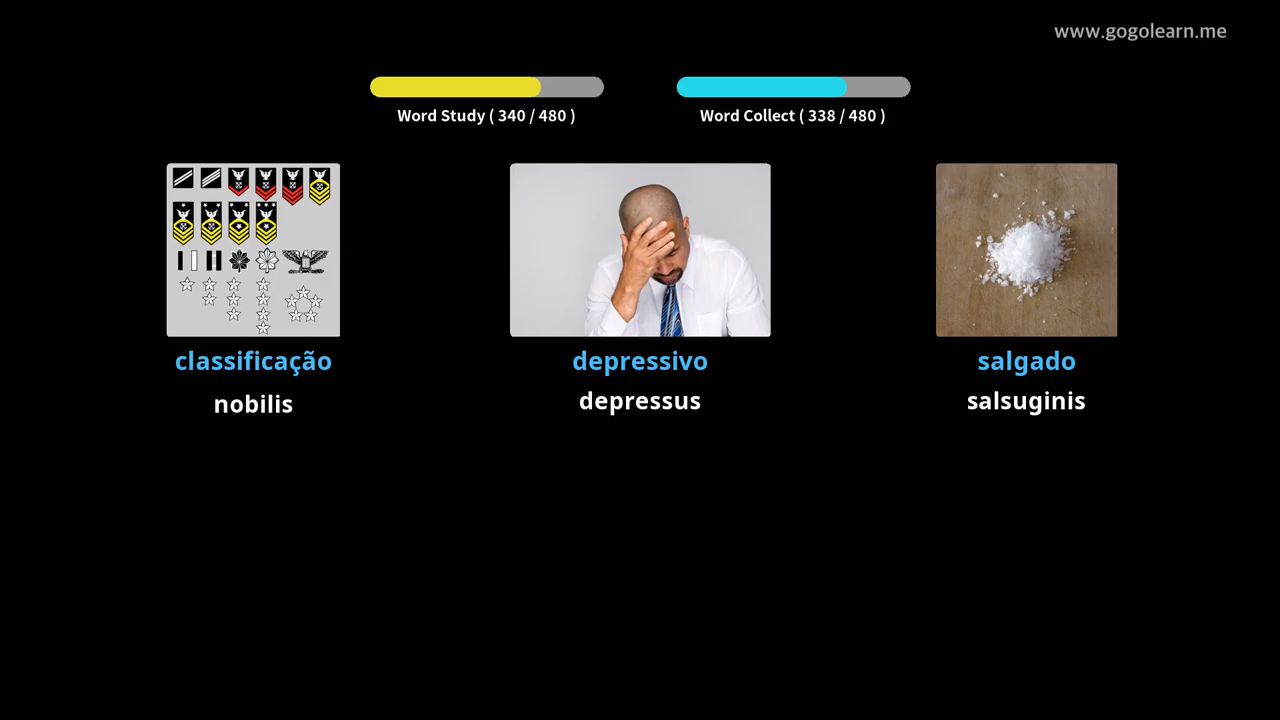 www.gogolearn.me
Word Study ( 340 / 480 )
Word Collect ( 338 / 480 )
classificação
depressivo
salgado
nobilis
depressus
salsuginis